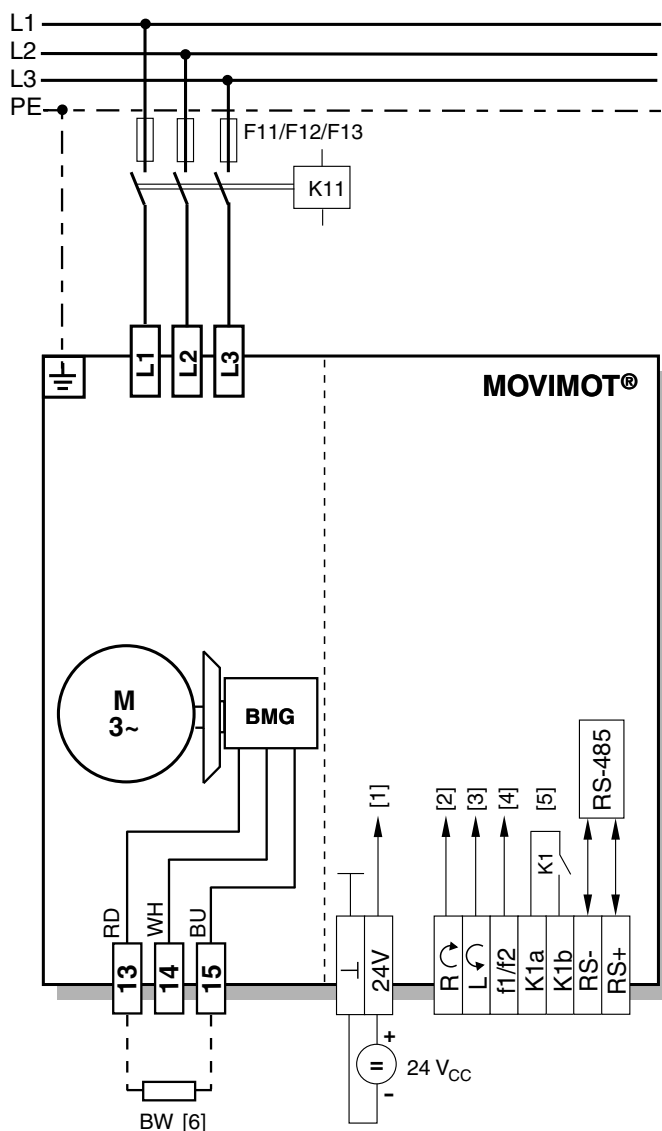 L1
L2
L3
PE
F11/F12/F13
K11
L1
L2
L3
MOVIMOT®
M
3~
BMG
RD
WH
BU
13
14
15
BW [6]
[1]
[2]
[3]
[4]
[5]
K1
RS-485
⊥
24V
R
L
f1/f2
K1a
K1b
RS-
RS+
+
=
-
24 VCC